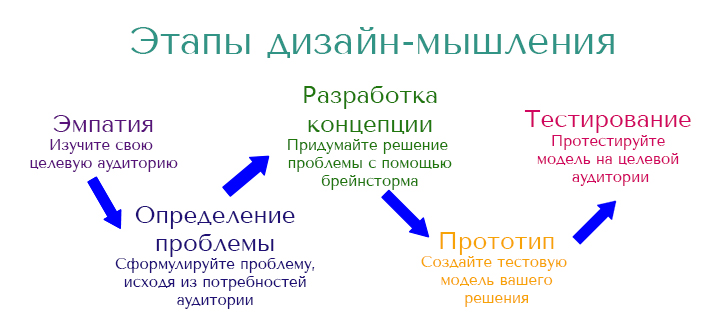 Этапы дизайн-мышления
Эмпатия
Изучите свою
целевую аудиторию
Определение
проблемы
Сформулируйте проблему,
исходя из потребностей
аудитории
Разработка
концепции
Придумайте решение
проблемы с помощью
брейнсторма
Прототип
Создайте тестовую
модель вашего
решения
Тестирование
Протестируйте
модель на целевой
аудитории